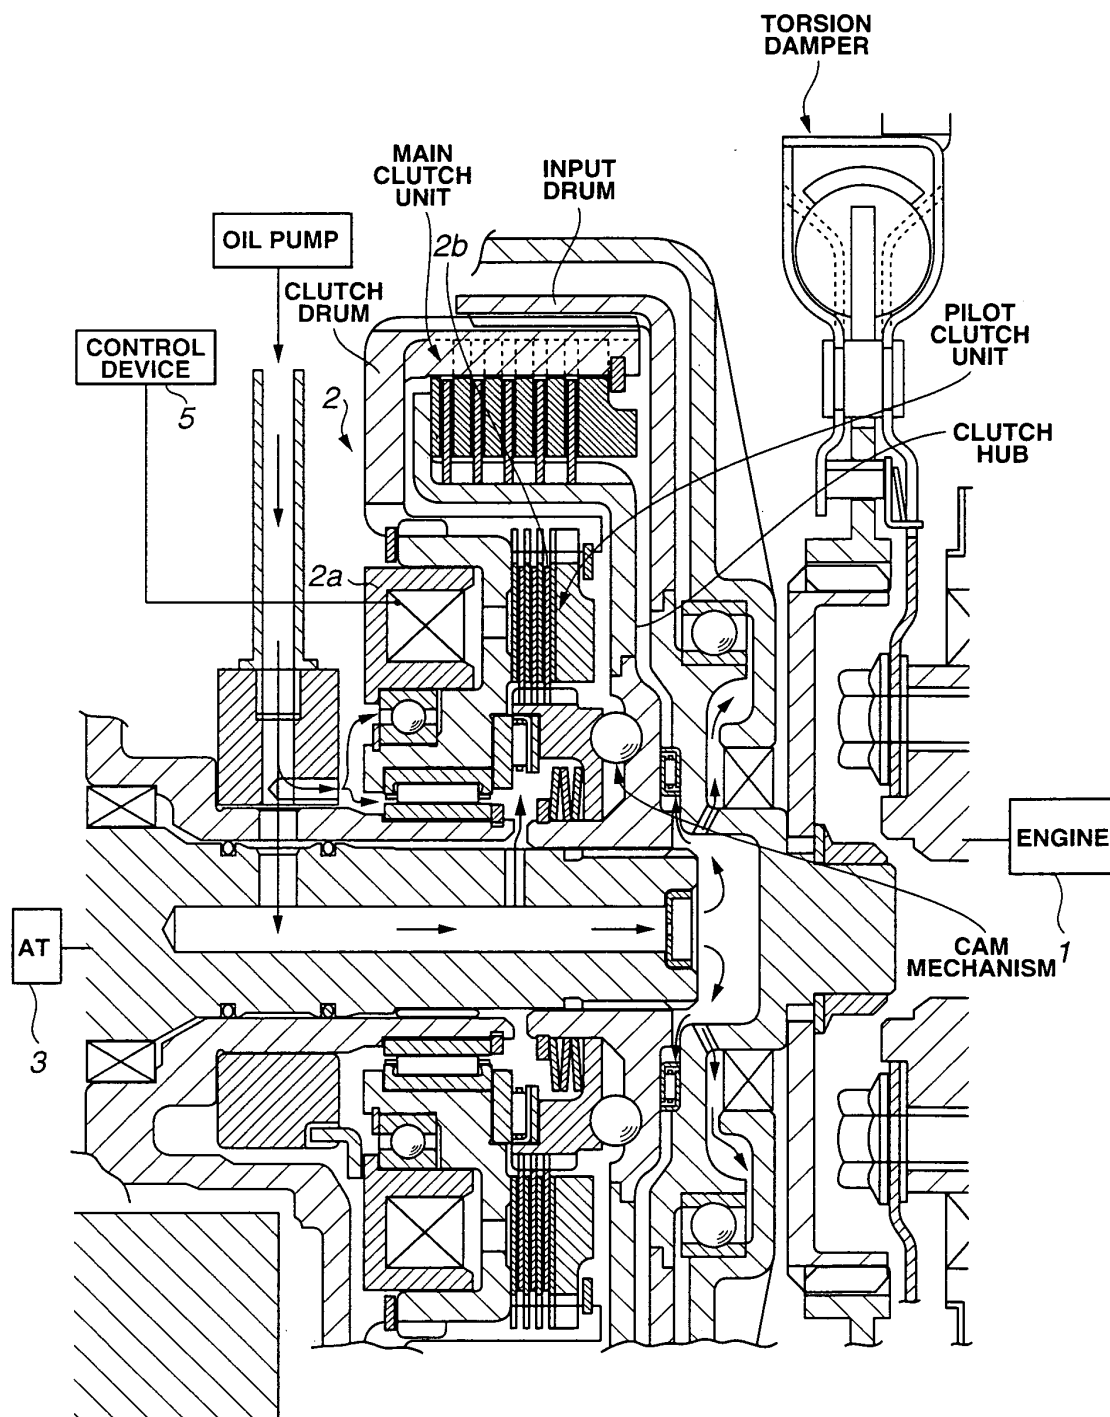 TORSION
DAMPER
MAIN
CLUTCH
UNIT
INPUT
DRUM
OIL PUMP
2b
CLUTCH
DRUM
PILOT
CLUTCH
UNIT
CONTROL
DEVICE
5
2
CLUTCH
HUB
2a
ENGINE
1
AT
3
CAM
MECHANISM